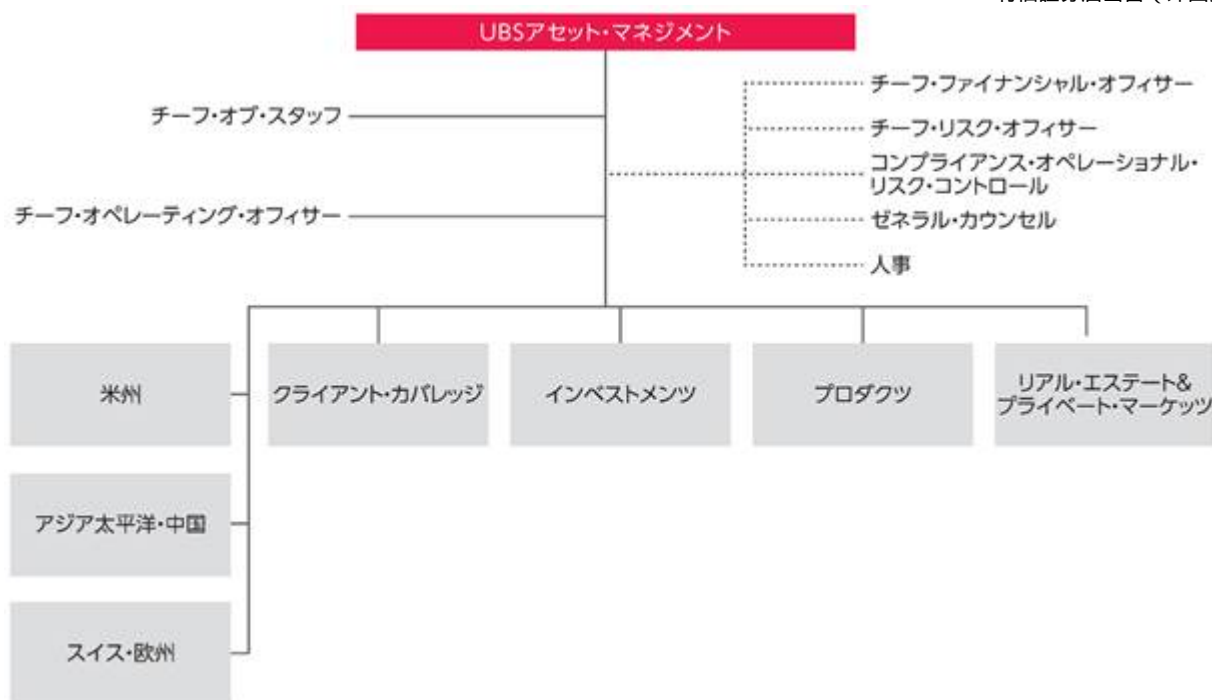 UBSアセット・マネジメント
チーフ・オブ・スタッフ
チーフ・オペレーティング・オフィサー
チーフ・ファイナンシャル・オフィサー
チーフ・リスク・オフィサー
コンプライアンス・オペレーショナル・
リスク・コントロール
ゼネラル・カウンセル
人事
米州
クライアント・カバレッジ
インベストメンツ
プロダクツ
リアル・エステート&
プライベート・マーケッツ
アジア太平洋・中国
スイス・欧州